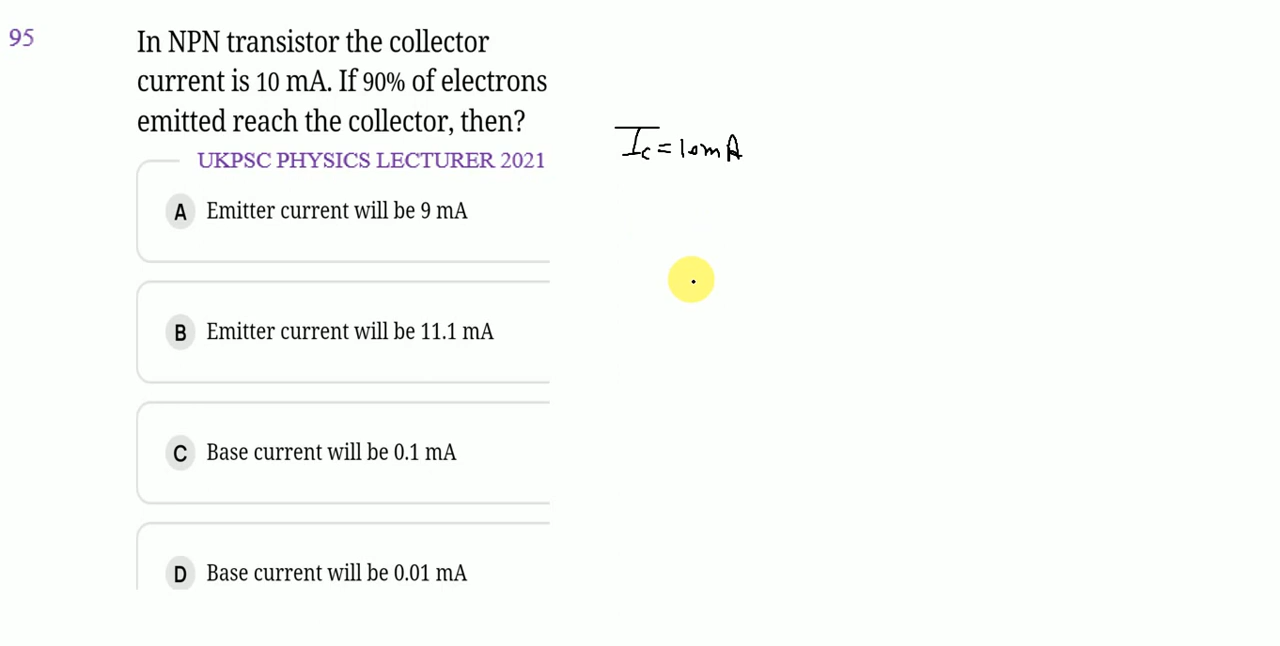 95
In NPN transistor the collector
current is 10 mA. If 90% of electrons
emitted reach the collector, then?
UKPSC PHYSICS LECTURER 2021
I_c = 10mA
A Emitter current will be 9 mA
B Emitter current will be 11.1 mA
C Base current will be 0.1 mA
D Base current will be 0.01 mA